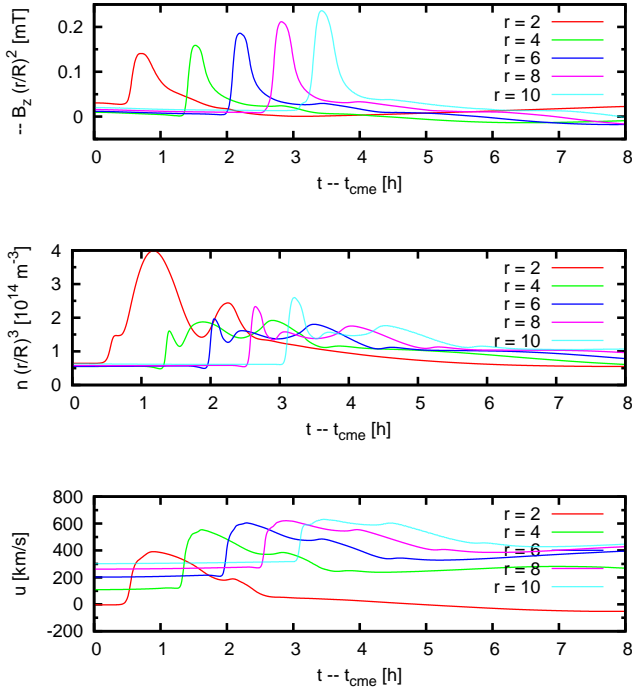 -- B_z (r/R)^2 [mT]
0.2
0.1
0
r = 2
r = 4
r = 6
r = 8
r = 10
0 1 2 3 4 5 6 7 8
t -- t_cme [h]
n (r/R)^3 [10^14 m^-3]
4
3
2
1
0
r = 2
r = 4
r = 6
r = 8
r = 10
0 1 2 3 4 5 6 7 8
t -- t_cme [h]
u [km/s]
800
600
400
200
0
-200
r = 2
r = 4
r = 6
r = 8
r = 10
0 1 2 3 4 5 6 7 8
t -- t_cme [h]